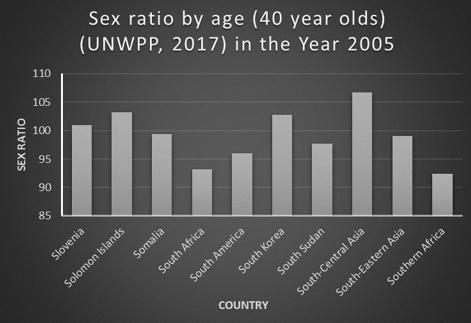 Sex ratio by age (40 year olds)
(UNWPP, 2017) in the Year 2005
110
105
100
95
90
85
SEX RATIO
Slovenia
Solomon Islands
Somalia
South Africa
South America
South Korea
South Sudan
South-Central Asia
South-Eastern Asia
Southern Africa
COUNTRY